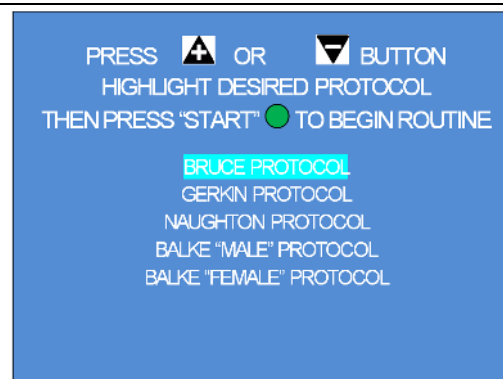 PRESS + OR − BUTTON
HIGHLIGHT DESIRED PROTOCOL
THEN PRESS “START” TO BEGIN ROUTINE
BRUCE PROTOCOL
GERKIN PROTOCOL
NAUGHTON PROTOCOL
BALKE “MALE” PROTOCOL
BALKE “FEMALE” PROTOCOL